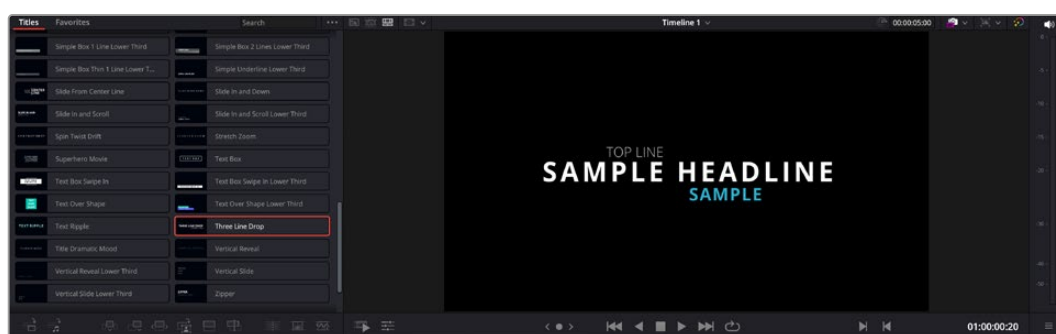 Titles Favorites Search Timeline 1 00:00:05:00
Simple Box 1 Line Lower Third Simple Box 2 Lines Lower Third
Simple Box Thin 1 Line Lower T... Simple Underline Lower Third
Slide From Center Line Slide In and Down
Slide In and Scroll Slide In and Scroll Lower Third
Spin Twist Drift Stretch Zoom
Superhero Movie Text Box
Text Box Swipe In Text Box Swipe In Lower Third
Text Over Shape Text Over Shape Lower Third
TEXT RIPPLE Text Ripple Three Line Drop
Title Dramatic Mood Vertical Reveal
Vertical Reveal Lower Third Vertical Slide
Vertical Slide Lower Third Zipper
TOP LINE
SAMPLE HEADLINE
SAMPLE
01:00:00:20